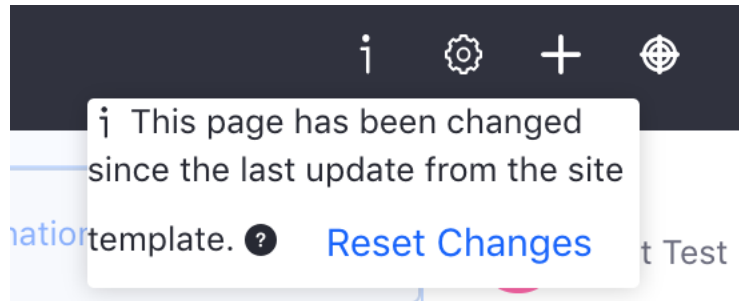 i This page has been changed
since the last update from the site
template. ? Reset Changes
t Test